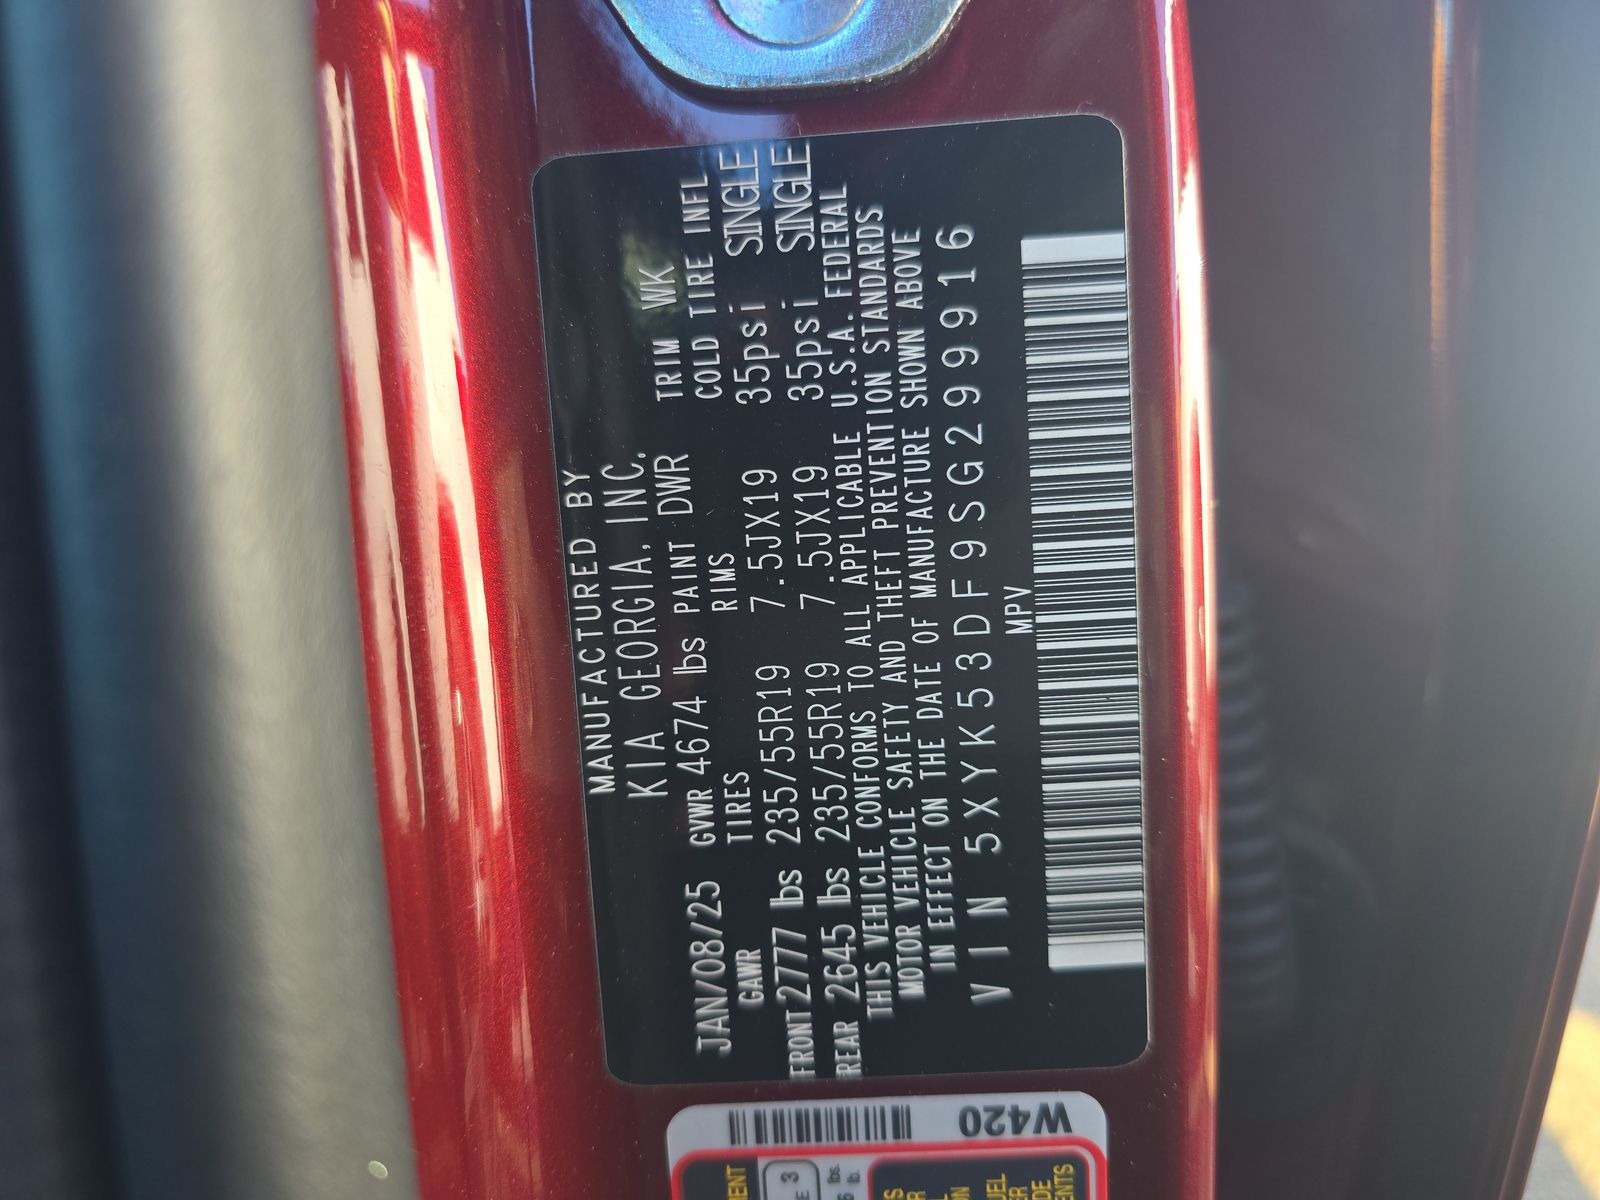 MANUFACTURED BY
KIA GEORGIA, INC.
JAN/08/25 GVWR 4674 lbs PAINT DWR TRIM WK
GAWR TIRES RIMS COLD TIRE INFL
FRONT 2777 lbs 235/55R19 7.5JX19 35psi SINGLE
REAR 2645 lbs 235/55R19 7.5JX19 35psi SINGLE
THIS VEHICLE CONFORMS TO ALL APPLICABLE U.S.A. FEDERAL
MOTOR VEHICLE SAFETY AND THEFT PREVENTION STANDARDS
IN EFFECT ON THE DATE OF MANUFACTURE SHOWN ABOVE
VIN 5XYK53DF9SG299916
MPV
W420
3
lbs.
lb.